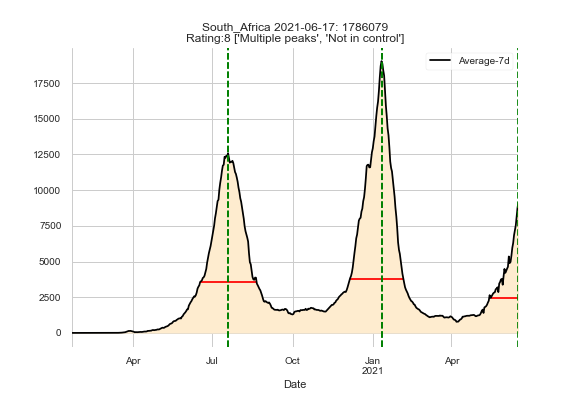 South_Africa 2021-06-17: 1786079
Rating:8 ['Multiple peaks', 'Not in control']
Average-7d
17500
15000
12500
10000
7500
5000
2500
0
Apr
Jul
Oct
Jan
2021
Apr
Date